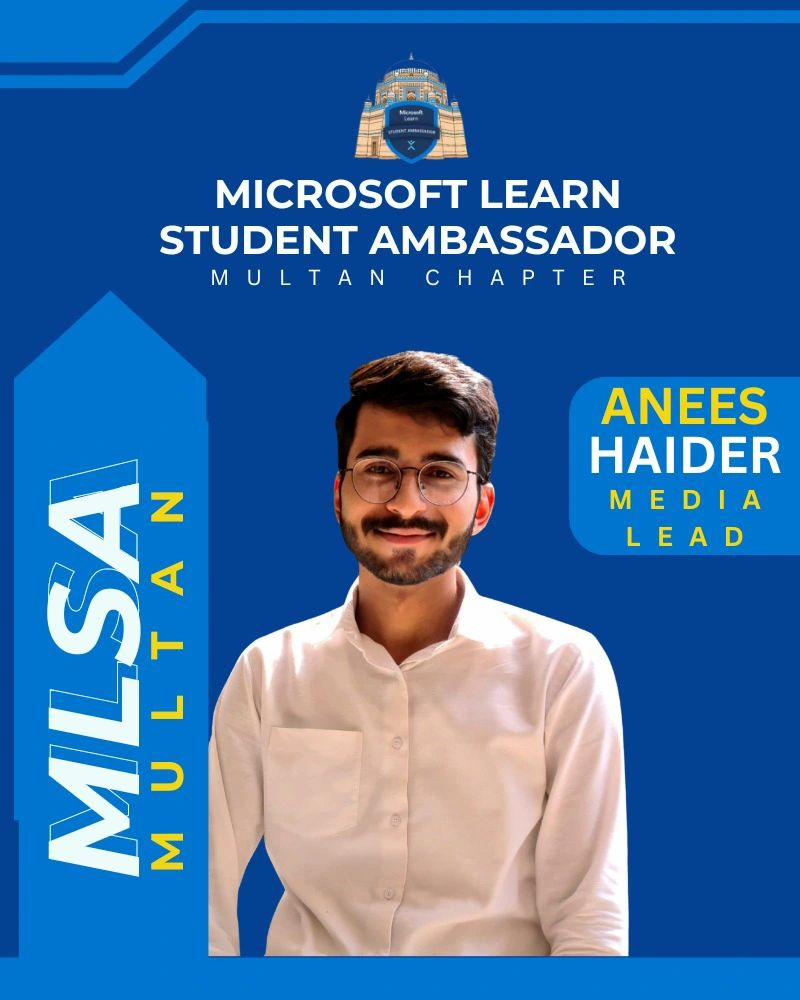 Microsoft
Learn
STUDENT AMBASSADOR
MICROSOFT LEARN
STUDENT AMBASSADOR
MULTAN CHAPTER
ANEES
HAIDER
MEDIA
LEAD
MLSA
MULTAN